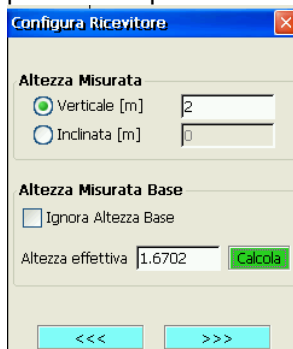 Configura Ricevitore
Altezza Misurata
Verticale [m] 2
Inclinata [m] 0
Altezza Misurata Base
Ignora Altezza Base
Altezza effettiva 1.6702 Calcola
<<< >>>